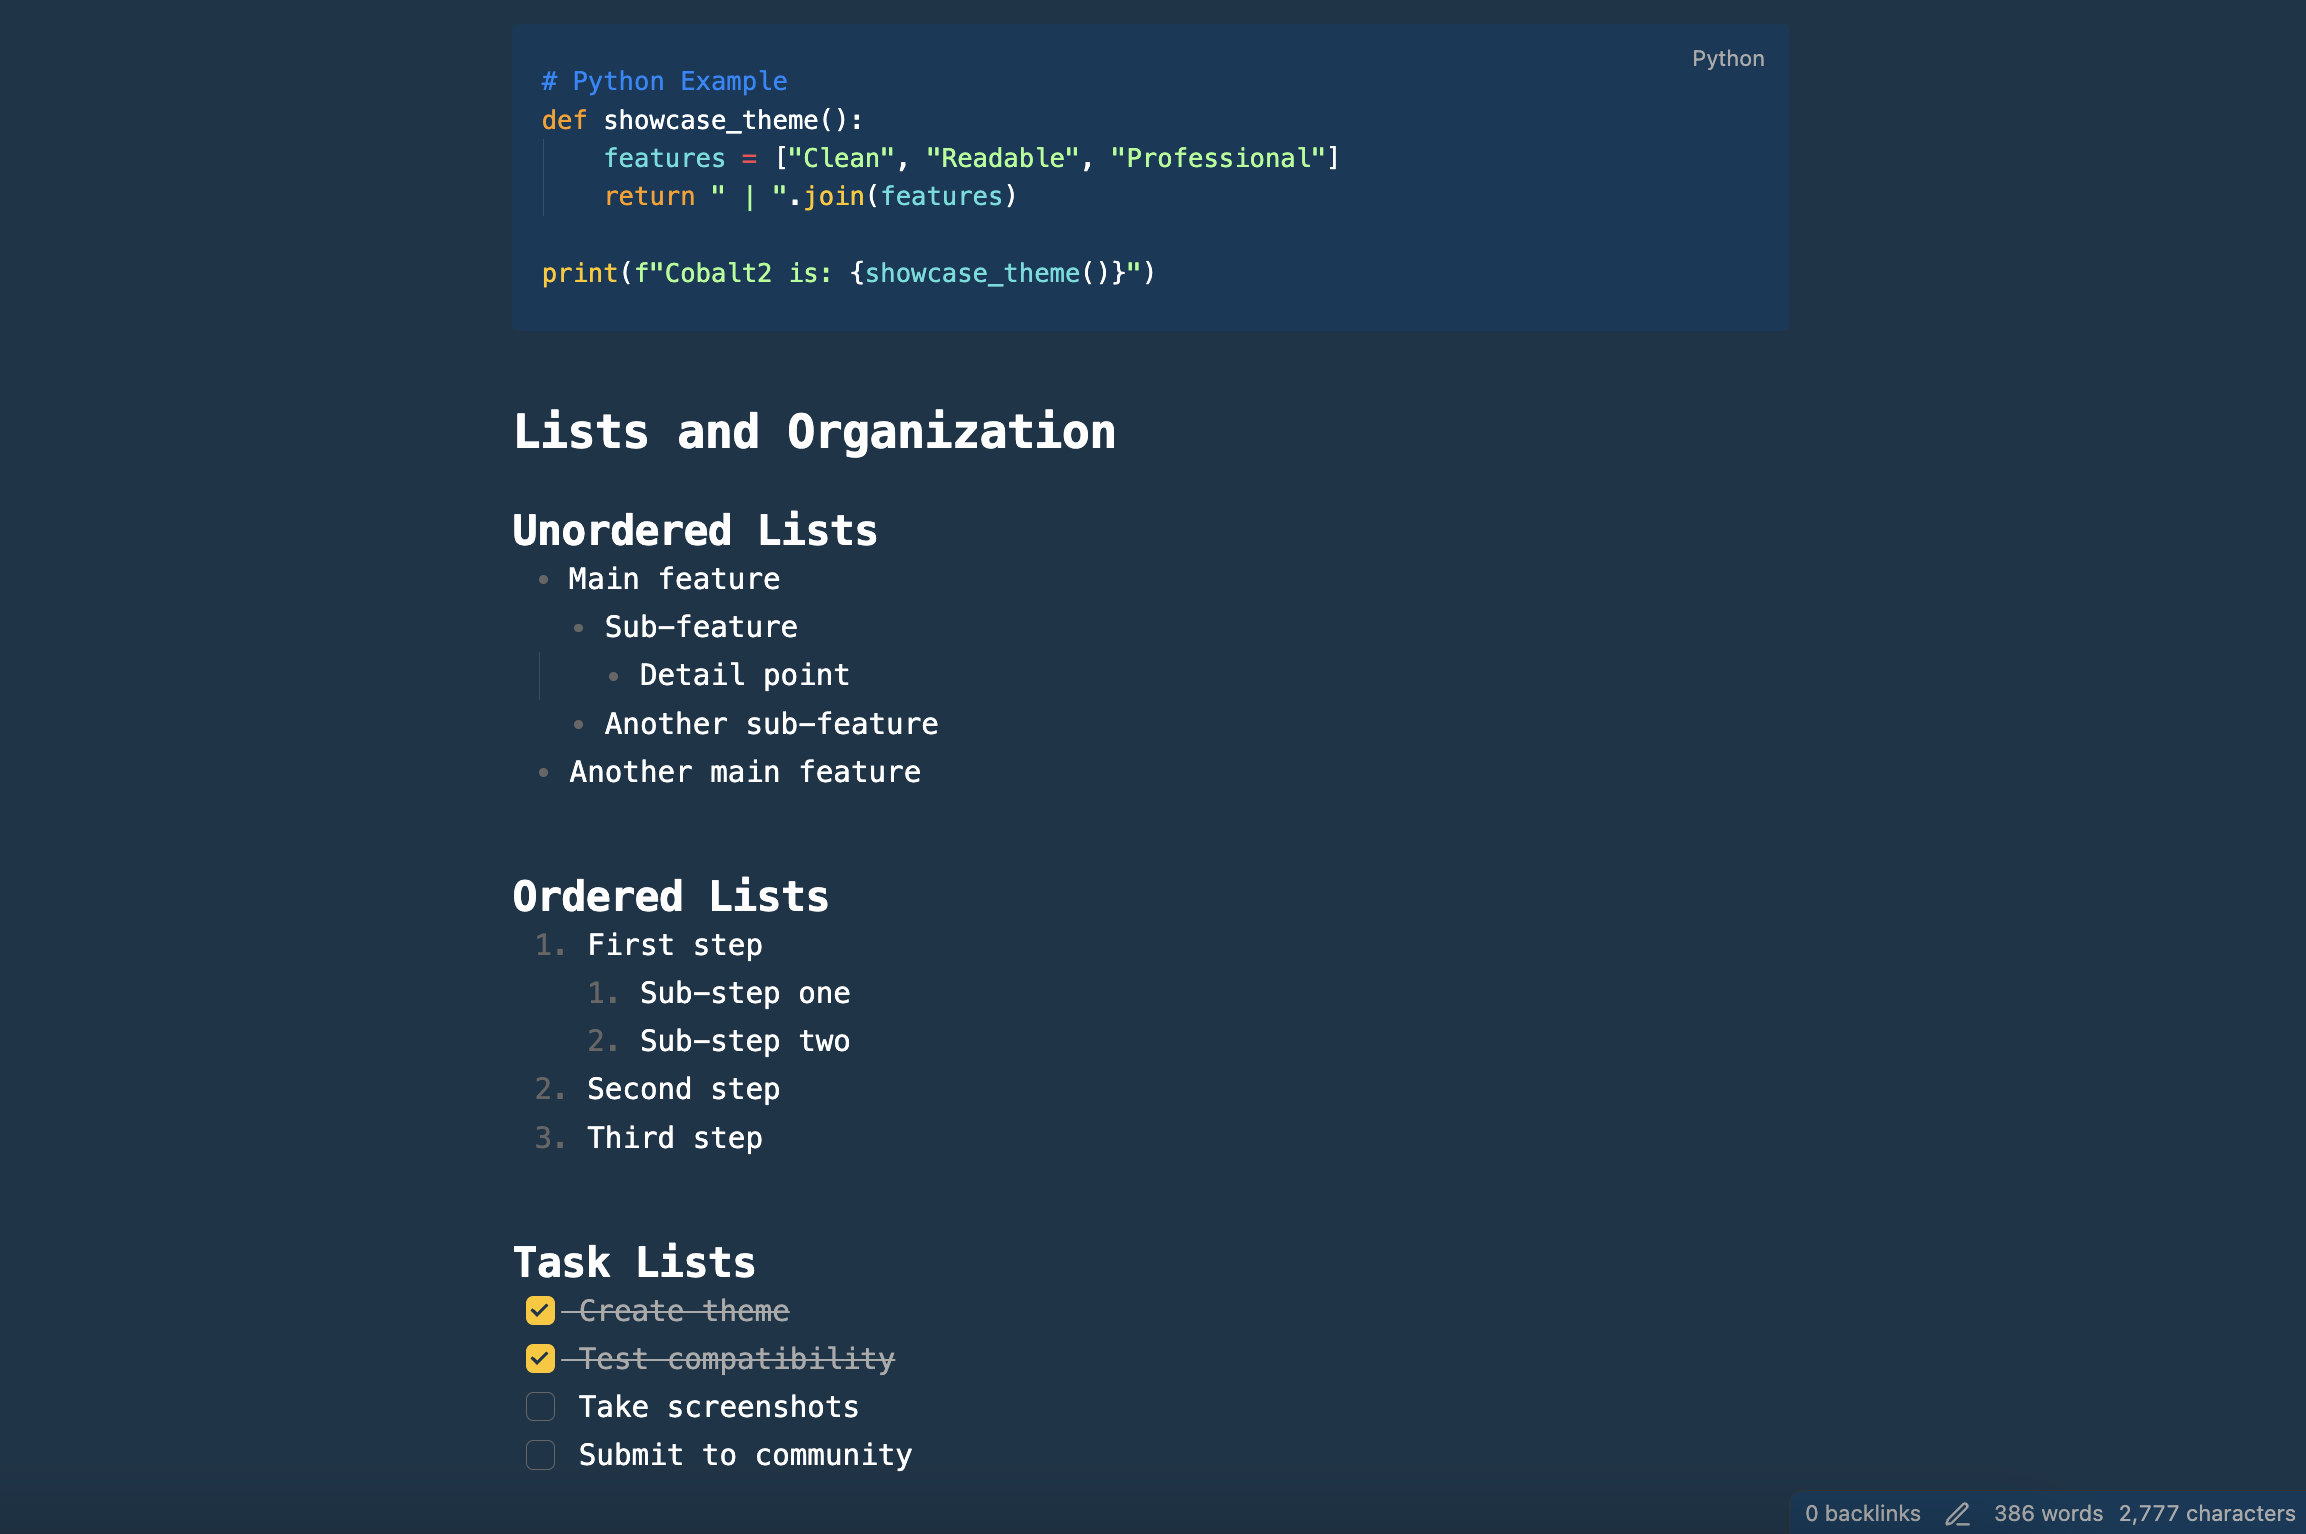 Python
# Python Example
def showcase_theme():
    features = ["Clean", "Readable", "Professional"]
    return " | ".join(features)
print(f"Cobalt2 is: {showcase_theme()}")
Lists and Organization
Unordered Lists
• Main feature
• Sub-feature
• Detail point
• Another sub-feature
• Another main feature
Ordered Lists
1. First step
1. Sub-step one
2. Sub-step two
2. Second step
3. Third step
Task Lists
Create theme
Test compatibility
Take screenshots
Submit to community
0 backlinks 386 words 2,777 characters